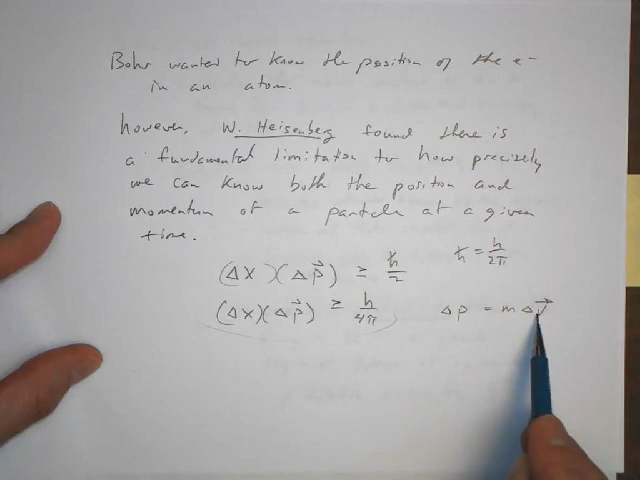 Bohr wanted to know the position of the e-
in an atom.
however, W. Heisenberg found there is
a fundamental limitation to how precisely
we can know both the position and
momentum of a particle at a given
time.
(Δx)(Δp⃗) ≥ ħ/2 ħ = h/2π
(Δx)(Δp⃗) ≥ h/4π Δp = mΔv⃗